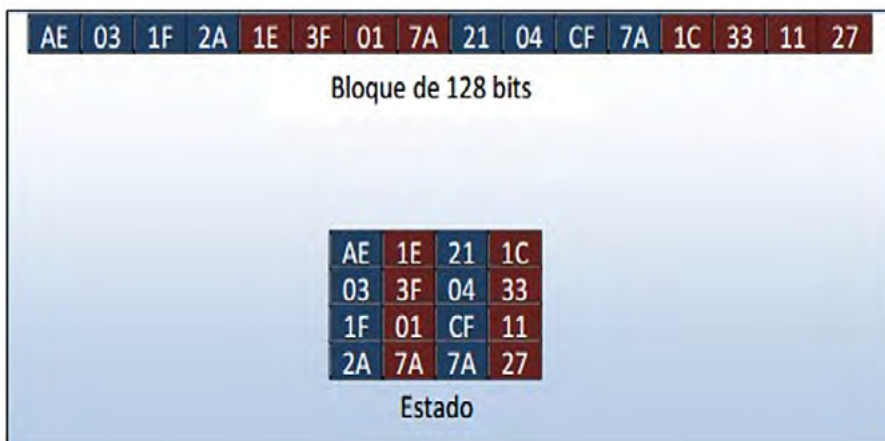 AE 03 1F 2A 1E 3F 01 7A 21 04 CF 7A 1C 33 11 27
Bloque de 128 bits
AE 1E 21 1C
03 3F 04 33
1F 01 CF 11
2A 7A 7A 27
Estado